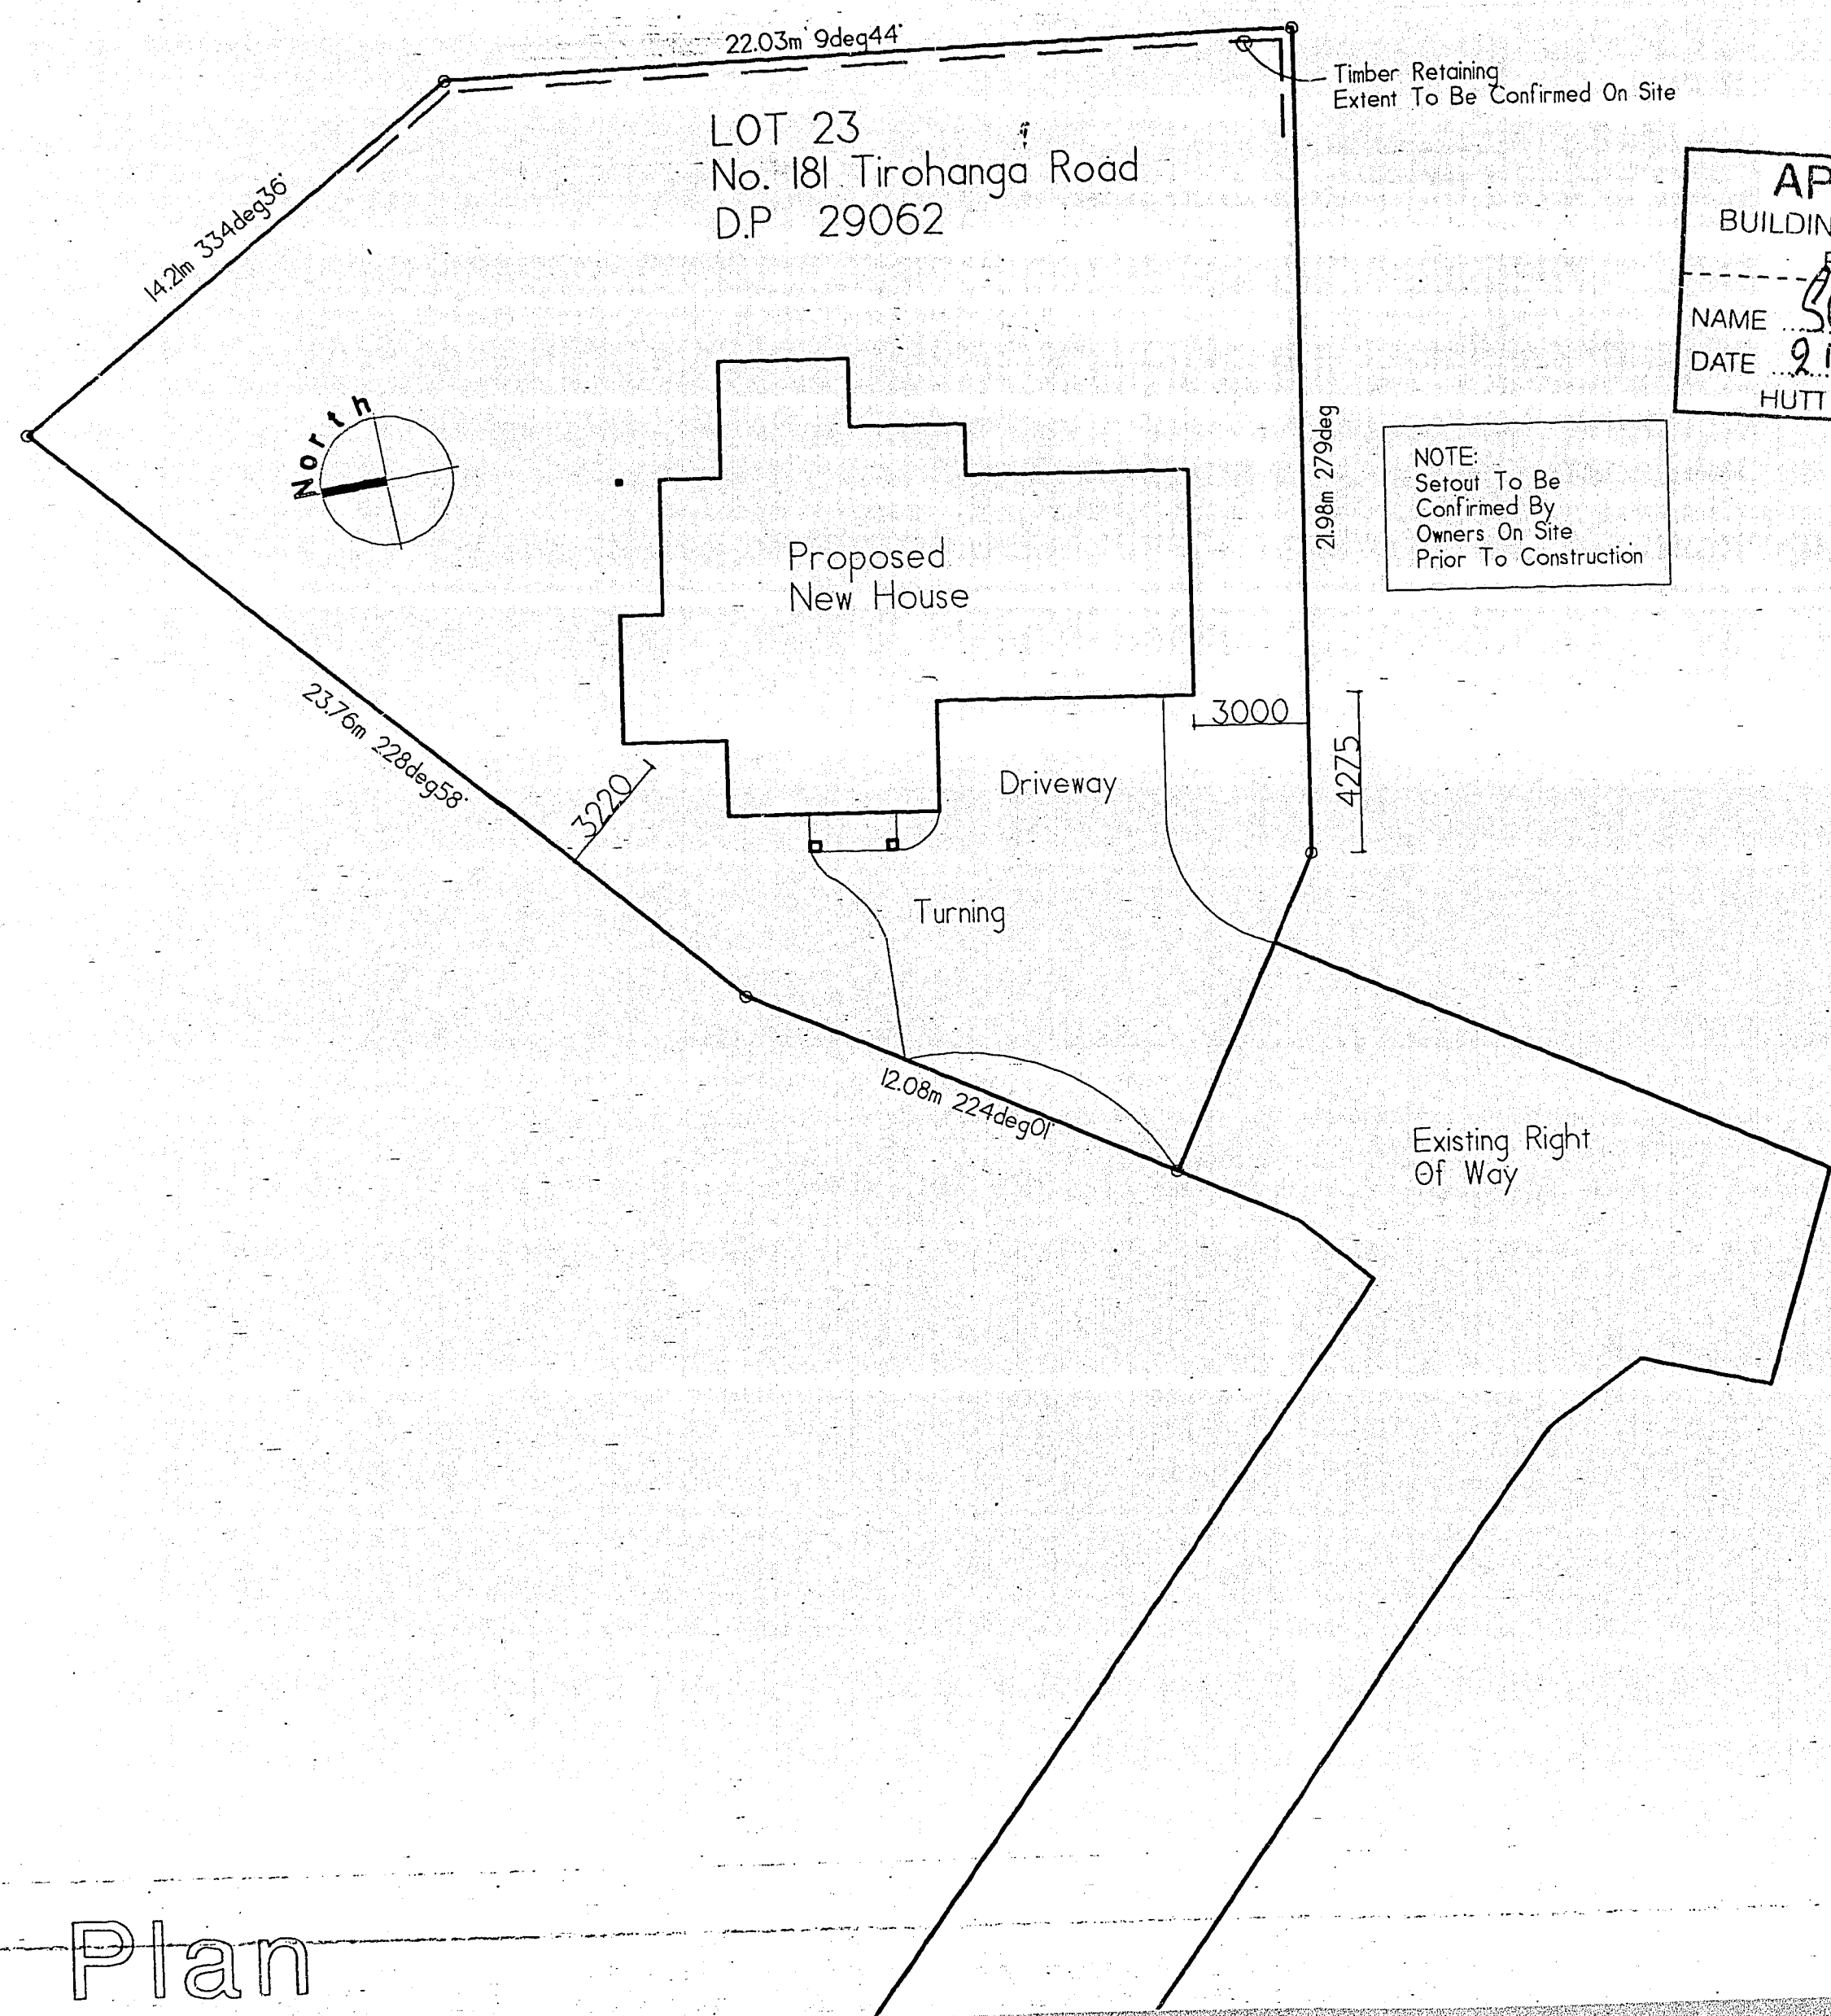 22.03m 9deg44'
Timber Retaining
Extent To Be Confirmed On Site
LOT 23
No. 181 Tirohanga Road
D.P 29062
14.21m 334deg36'
AP
BUILDIN
NAME
DATE
HUTT
North
21.98m 279deg
NOTE:
Setout To Be
Confirmed By
Owners On Site
Prior To Construction
Proposed
New House
23.76m 228deg58'
3000
4275
3220
Driveway
Turning
12.08m 224deg01'
Existing Right
Of Way
Plan